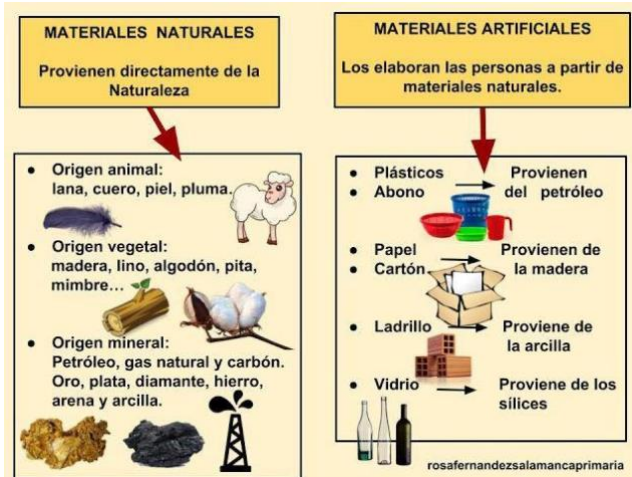 MATERIALES NATURALES
Provienen directamente de la
Naturaleza
● Origen animal:
lana, cuero, piel, pluma.
● Origen vegetal:
madera, lino, algodón, pita,
mimbre…
● Origen mineral:
Petróleo, gas natural y carbón.
Oro, plata, diamante, hierro,
arena y arcilla.
MATERIALES ARTIFICIALES
Los elaboran las personas a partir de
materiales naturales.
● Plásticos Provienen
● Abono del petróleo
● Papel Provienen de
● Cartón la madera
● Ladrillo Proviene de
la arcilla
● Vidrio Proviene de los
sílices
rosafernandezsalamancaprimaria